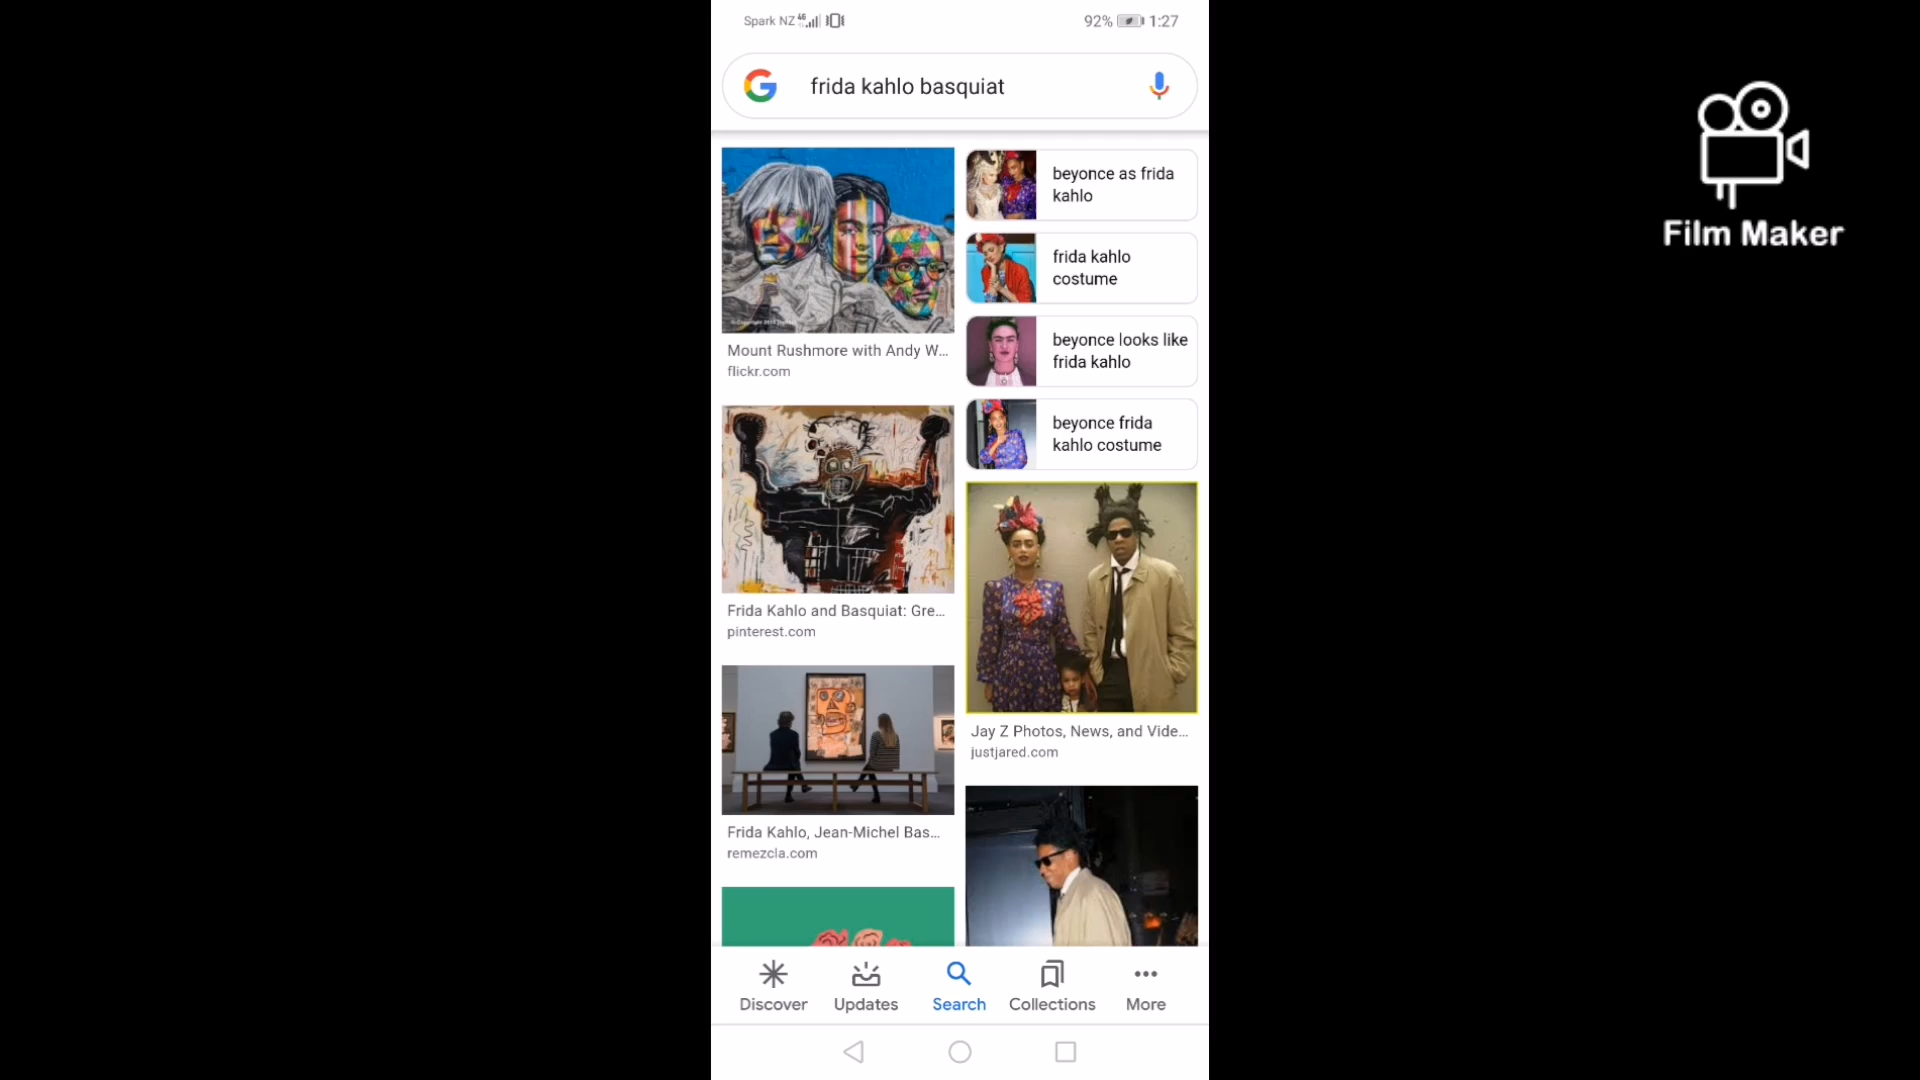 Spark NZ 46
92% 1:27
frida kahlo basquiat
Film Maker
Mount Rushmore with Andy W...
flickr.com
Frida Kahlo and Basquiat: Gre...
pinterest.com
Frida Kahlo, Jean-Michel Bas...
remezcla.com
beyonce as frida
kahlo
frida kahlo
costume
beyonce looks like
frida kahlo
beyonce frida
kahlo costume
Jay Z Photos, News, and Vide...
justjared.com
Discover Updates Search Collections More